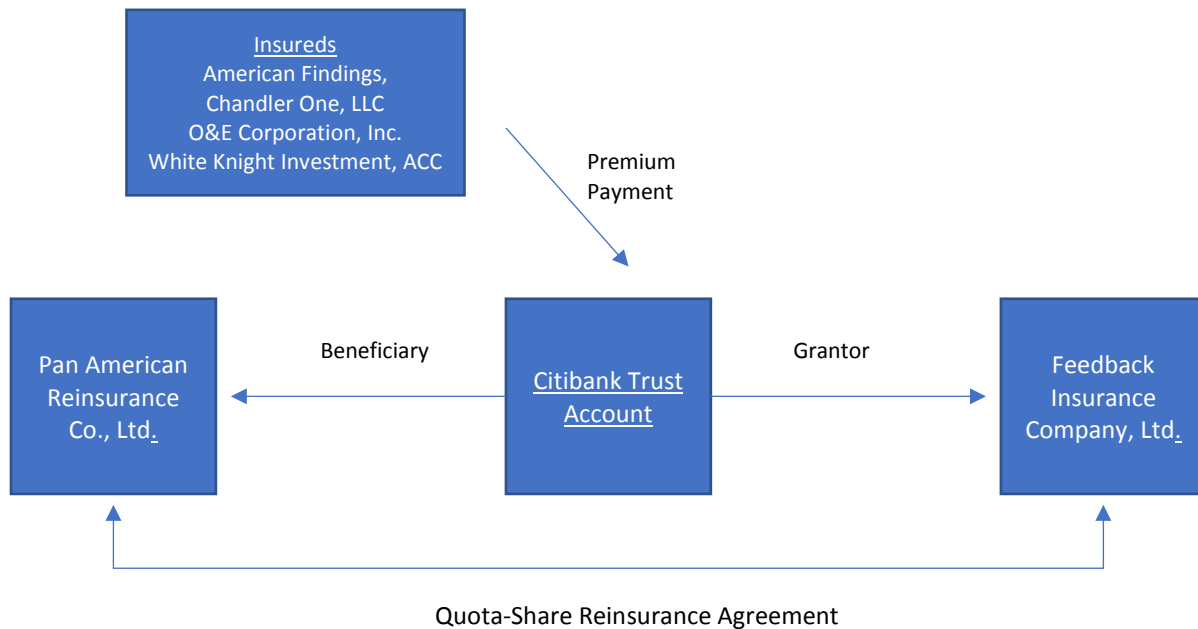 Insureds
American Findings,
Chandler One, LLC
O&E Corporation, Inc.
White Knight Investment, ACC
Premium
Payment
Pan American
Reinsurance
Co., Ltd.
Beneficiary
Citibank Trust
Account
Grantor
Feedback
Insurance
Company, Ltd.
Quota-Share Reinsurance Agreement